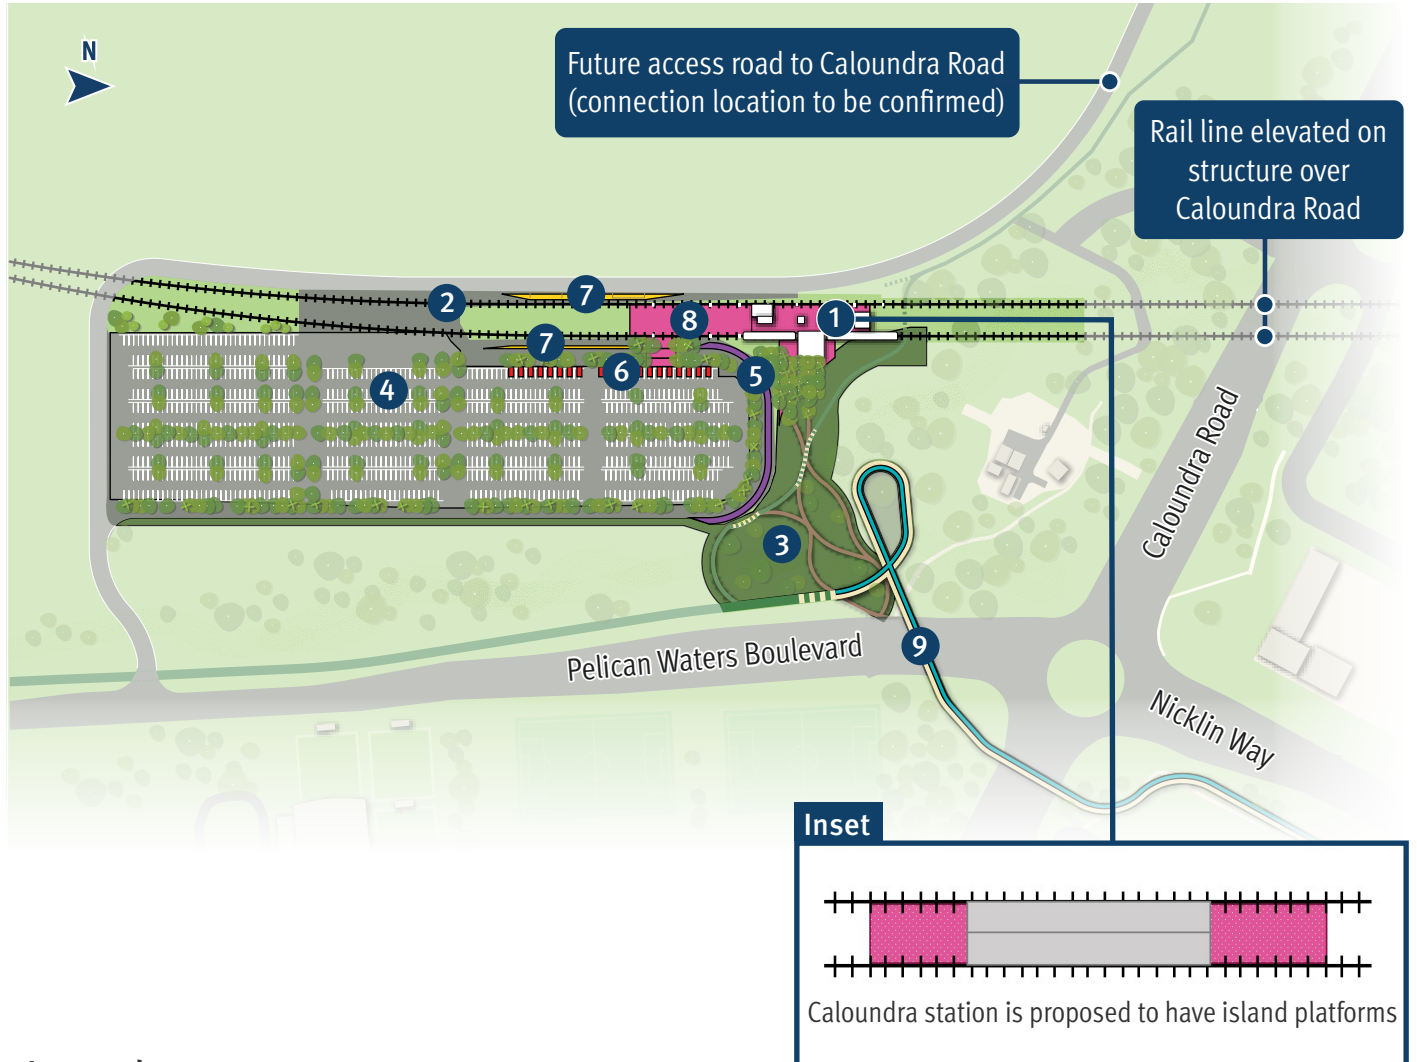 N
Future access road to Caloundra Road
(connection location to be confirmed)
Rail line elevated on
structure over
Caloundra Road
2
7
8
1
7
6
5
4
3
9
Caloundra Road
Pelican Waters Boulevard
Nicklin Way
Inset
Caloundra station is proposed to have island platforms